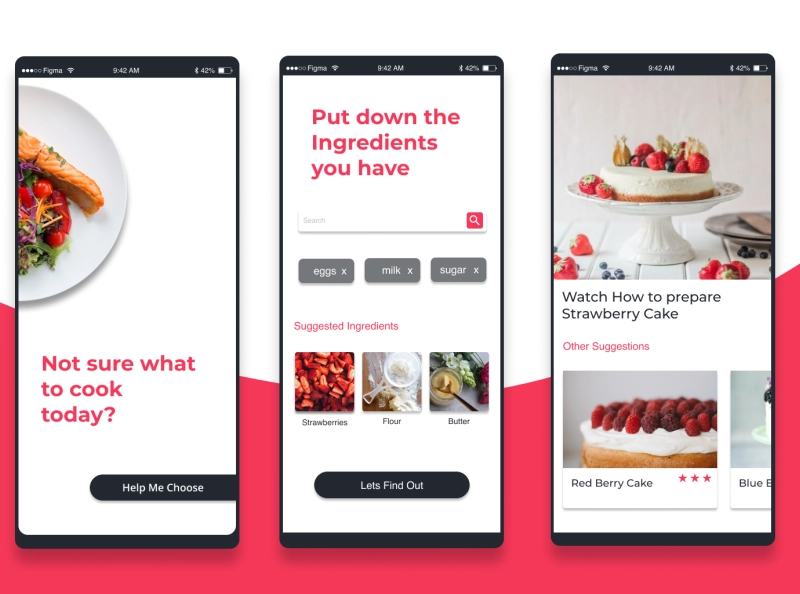 ●●●○○ Figma 9:42 AM 42%
Not sure what
to cook
today?
Help Me Choose
●●●○○ Figma 9:42 AM 42%
Put down the
Ingredients
you have
Search
eggs x milk x sugar x
Suggested Ingredients
Strawberries Flour Butter
Lets Find Out
●●●○○ Figma 9:42 AM 42%
Watch How to prepare
Strawberry Cake
Other Suggestions
Red Berry Cake Blue B